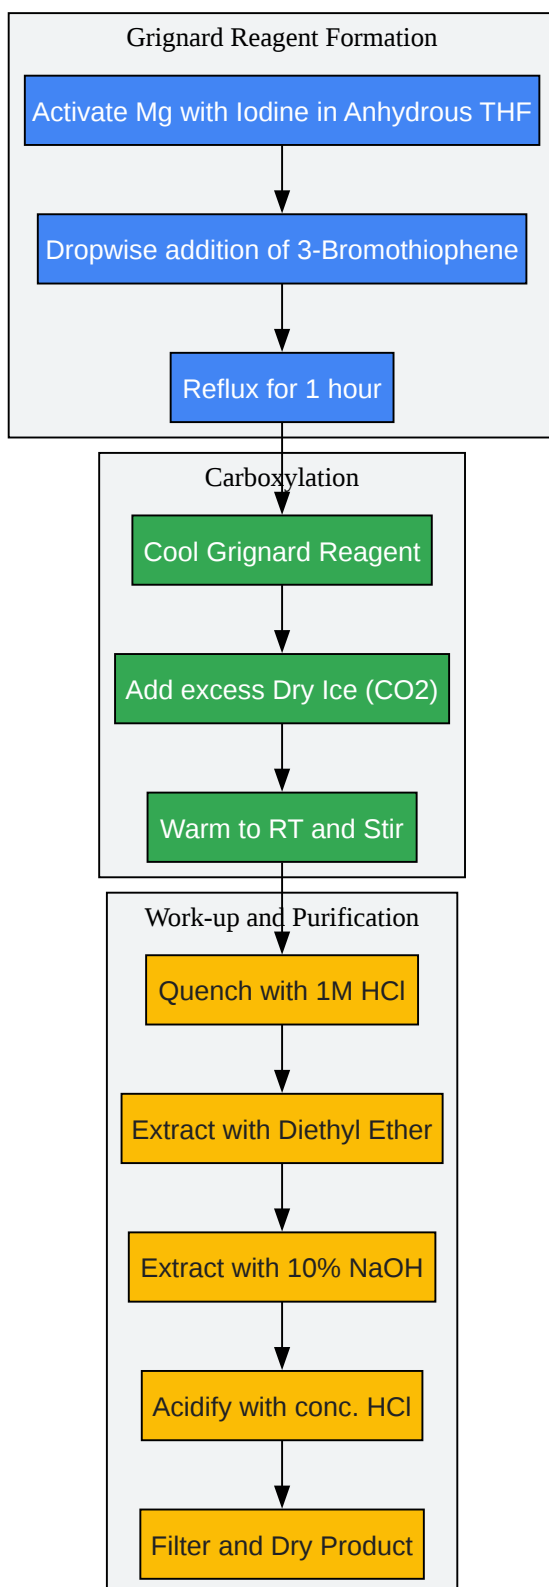 Grignard Reagent Formation
Activate Mg with Iodine in Anhydrous THF
Dropwise addition of 3-Bromothiophene
Reflux for 1 hour
Carboxylation
Cool Grignard Reagent
Add excess Dry Ice (CO2)
Warm to RT and Stir
Work-up and Purification
Quench with 1M HCl
Extract with Diethyl Ether
Extract with 10% NaOH
Acidify with conc. HCl
Filter and Dry Product